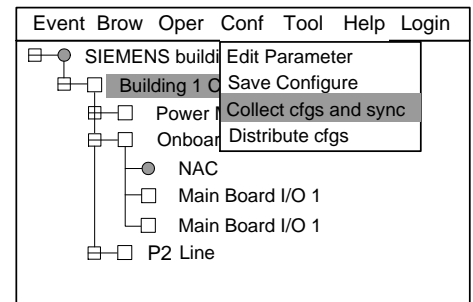 Event Brow Oper Conf Tool Help Login
SIEMENS buildi
Edit Parameter
Building 1 C
Save Configure
Power
Collect cfgs and sync
Onboar
Distribute cfgs
NAC
Main Board I/O 1
Main Board I/O 1
P2 Line